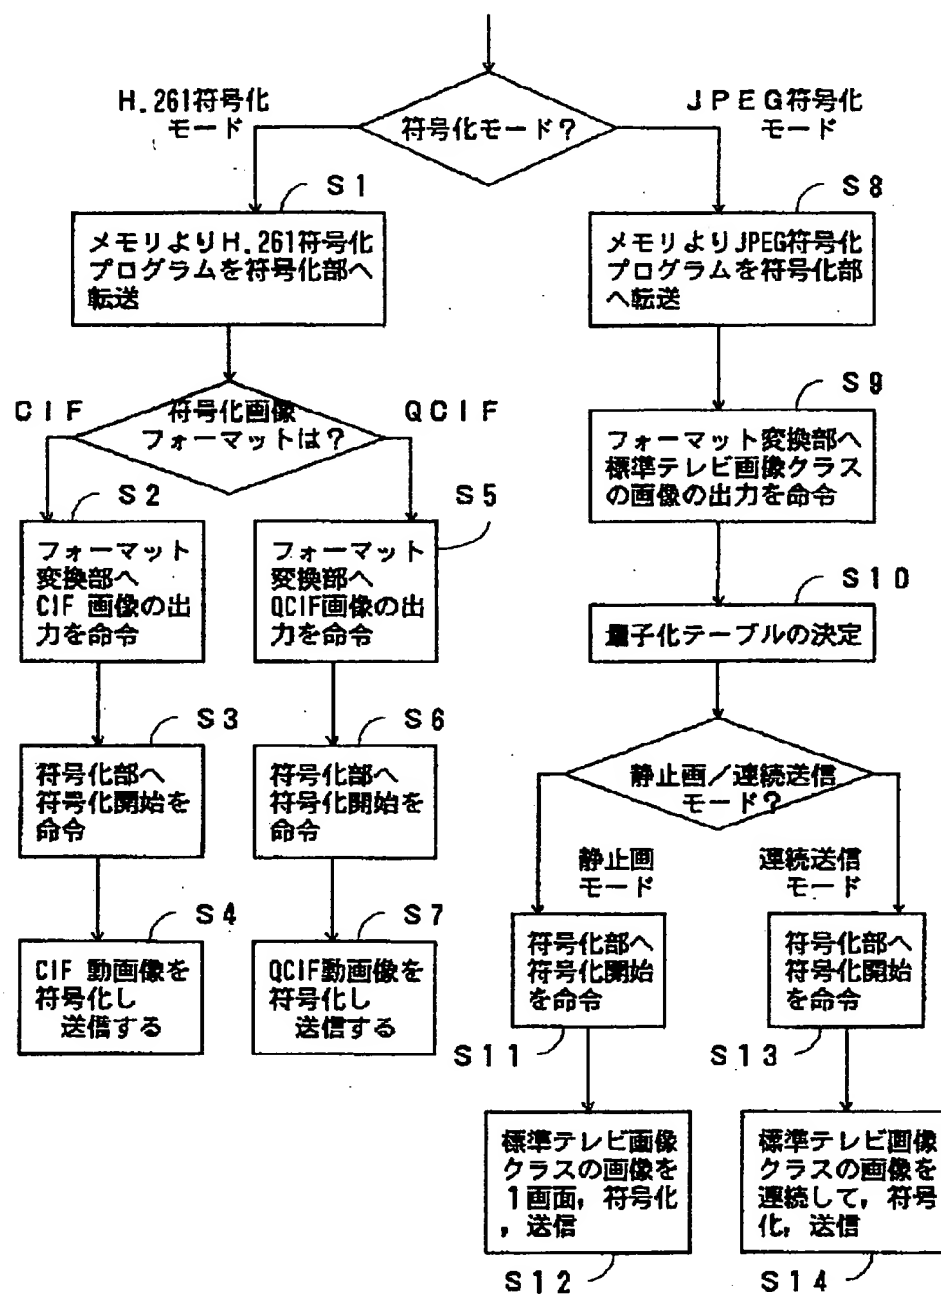 符号化モード?
H.261符号化
モード
JPEG符号化
モード
S1
メモリよりH.261符号化
プログラムを符号化部へ
転送
符号化画像
フォーマットは?
CIF
QCIF
S2
フォーマット
変換部へ
CIF 画像の出
力を命令
S3
符号化部へ
符号化開始を
命令
S4
CIF 動画像を
符号化し
送信する
S5
フォーマット
変換部へ
QCIF画像の出
力を命令
S6
符号化部へ
符号化開始を
命令
S7
QCIF動画像を
符号化し
送信する
S8
メモリよりJPEG符号化
プログラムを符号化部
へ転送
S9
フォーマット変換部へ
標準テレビ画像クラス
の画像の出力を命令
S10
量子化テーブルの決定
静止画/連続送信
モード?
静止画
モード
連続送信
モード
符号化部へ
符号化開始
を命令
S11
標準テレビ画像
クラスの画像を
1画面,符号化
,送信
S12
符号化部へ
符号化開始
を命令
S13
標準テレビ画像
クラスの画像を
連続して,符号
化,送信
S14